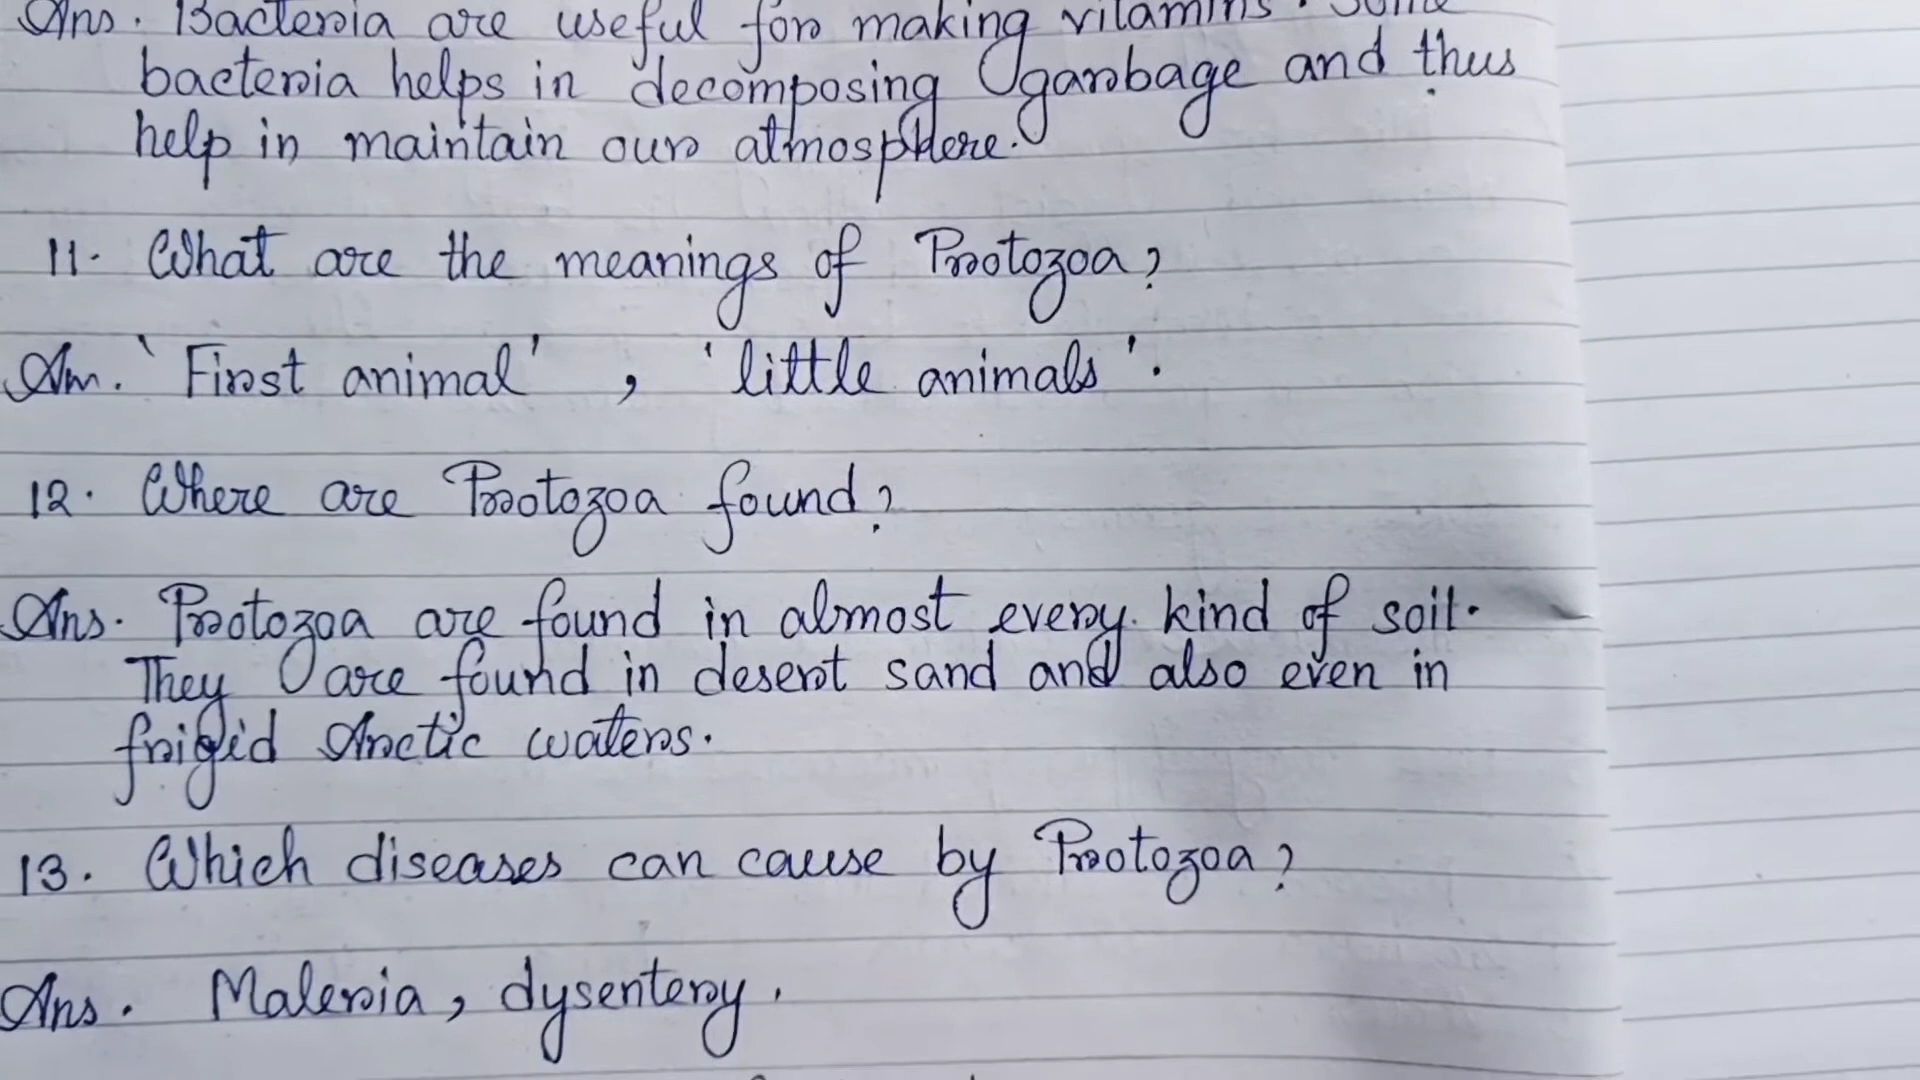 Ans. Bacteria are useful for making vitamins. Some
bacteria helps in decomposing garbage and thus
help in maintain our atmosphere.
11. What are the meanings of Protozoa?
Ans. 'First animal', 'little animals'.
12. Where are Protozoa found?
Ans. Protozoa are found in almost every kind of soil.
They are found in desert sand and also even in
frigid Arctic waters.
13. Which diseases can cause by Protozoa?
Ans. Maleria, dysentery.